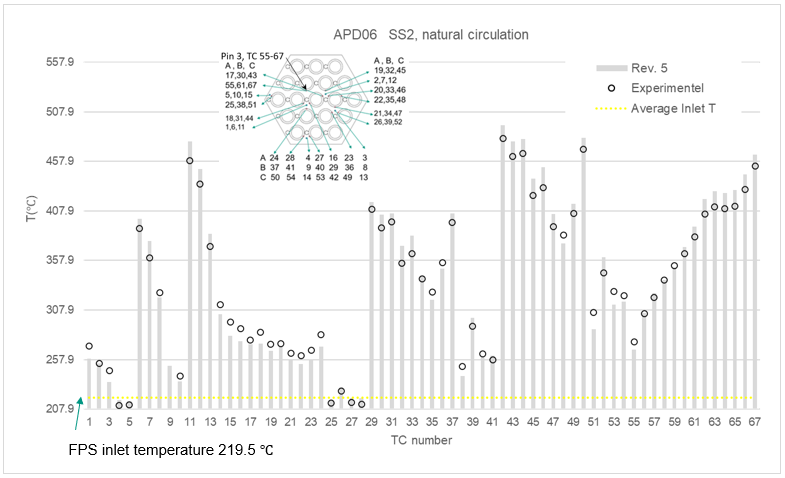 APD06 SS2, natural circulation
Pin 3, TC 55-67
A , B, C
17,30,43
55,61,67
5,10,15
25,38,51
18,31,44
1,6,11
A, B, C
19,32,45
2,7,12
20,33,46
22,35,48
21,34,47
26,39,52
A 24 28 4 27 16 23 3
B 37 41 9 40 29 36 8
C 50 54 14 53 42 49 13
Rev. 5
Experimentel
Average Inlet T
T(℃)
557.9
507.9
457.9
407.9
357.9
307.9
257.9
207.9
1 3 5 7 9 11 13 15 17 19 21 23 25 27 29 31 33 35 37 39 41 43 45 47 49 51 53 55 57 59 61 63 65 67
TC number
FPS inlet temperature 219.5 ℃